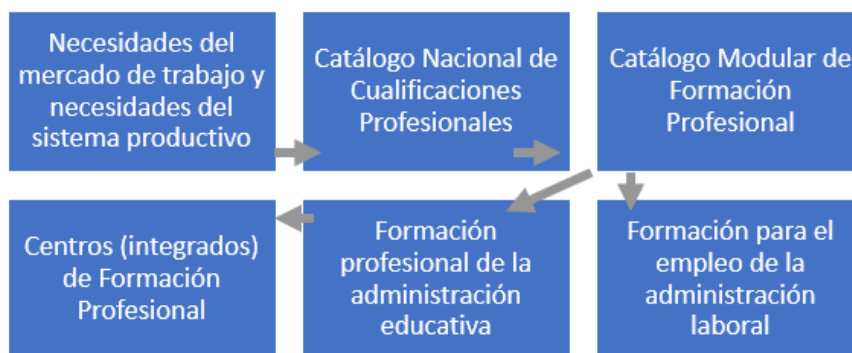 Necesidades del
mercado de trabajo y
necesidades del
sistema productivo
Catálogo Nacional de
Cualificaciones
Profesionales
Catálogo Modular de
Formación
Profesional
Centros (integrados)
de Formación
Profesional
Formación
profesional de la
administración
educativa
Formación para el
empleo de la
administración
laboral